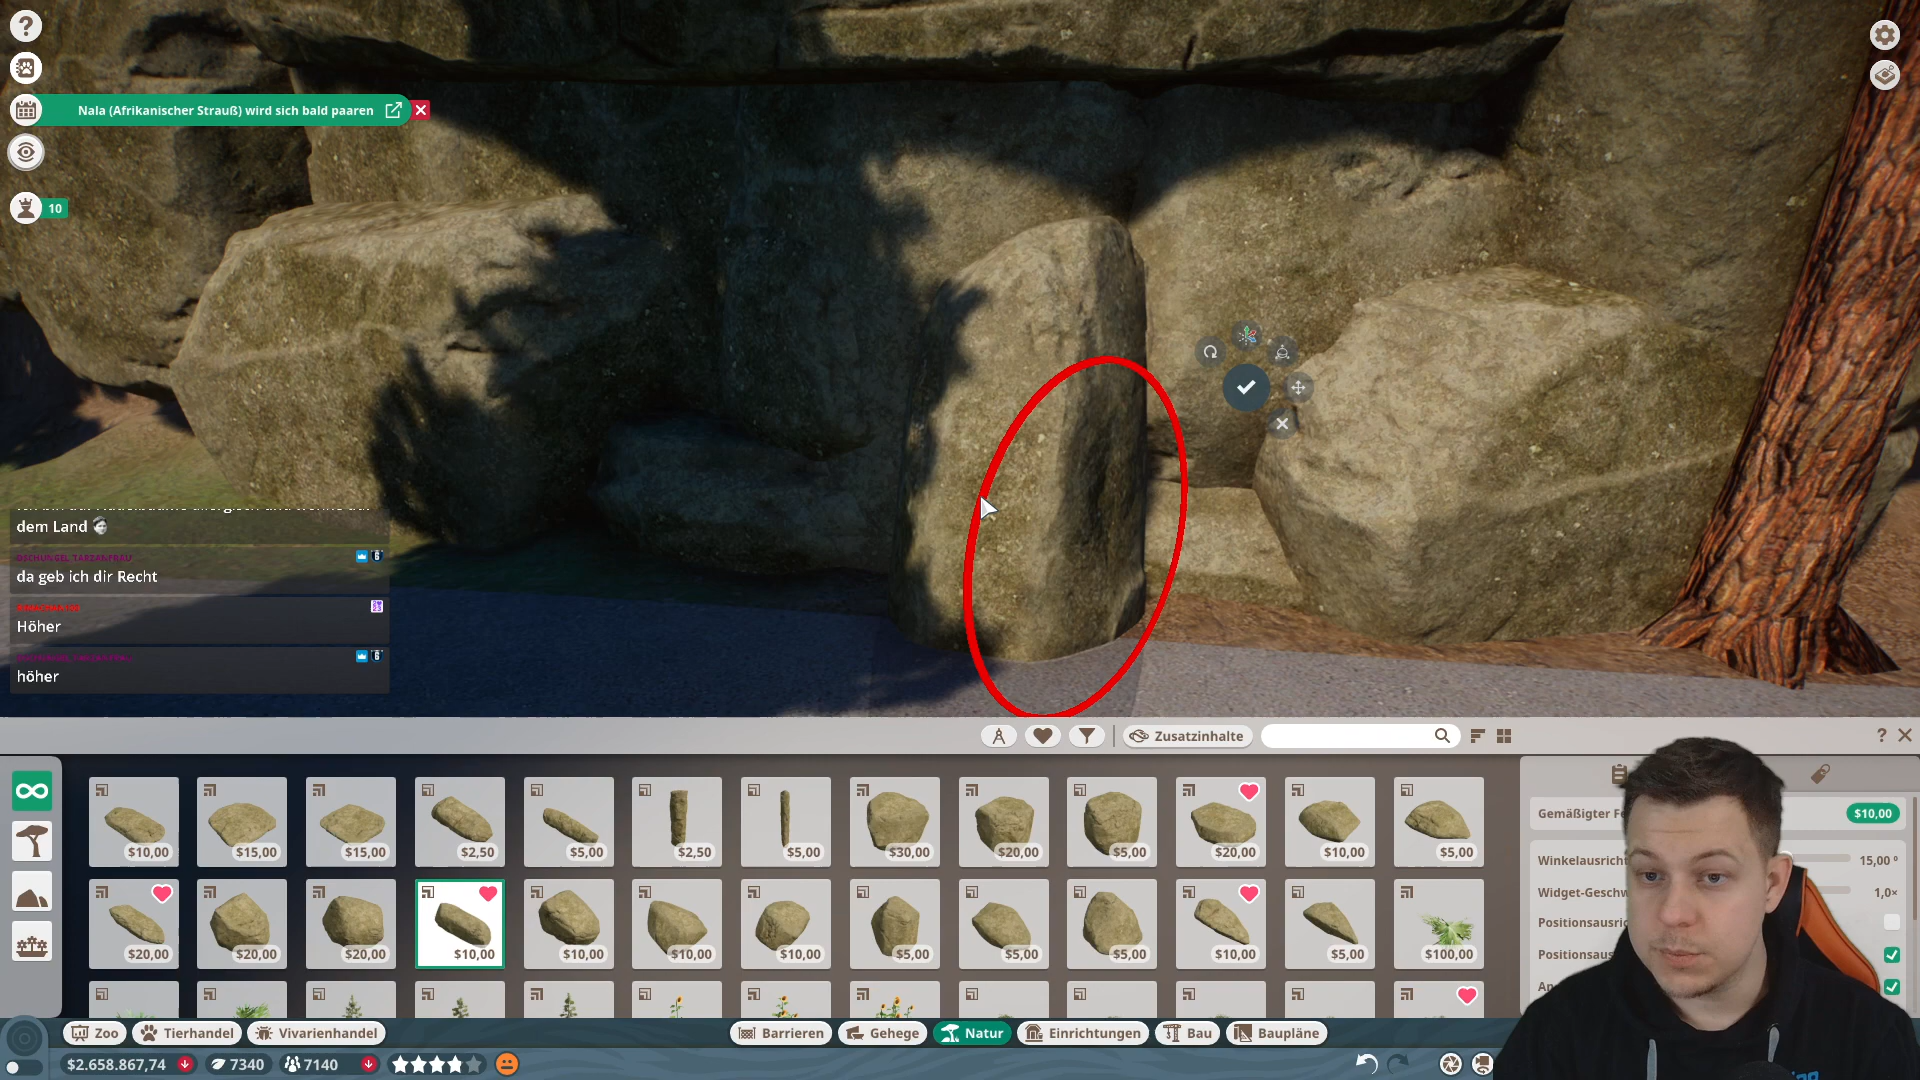 Nala (Afrikanischer Strauß) wird sich bald paaren
10
dem Land
DSCHUNGEL_TARZANFRAU
da geb ich dir Recht
Höher
höher
Zusatzinhalte
?
$10,00
$15,00
$15,00
$2,50
$5,00
$2,50
$5,00
$30,00
$20,00
$5,00
$20,00
$10,00
$5,00
$20,00
$20,00
$20,00
$10,00
$10,00
$10,00
$10,00
$5,00
$5,00
$5,00
$10,00
$5,00
$100,00
Gemäßigter
$10,00
15,00 °
1,0×
Zoo
Tierhandel
Vivarienhandel
Barrieren
Gehege
Natur
Einrichtungen
Bau
Baupläne
$2.658.867,74
7340
7140